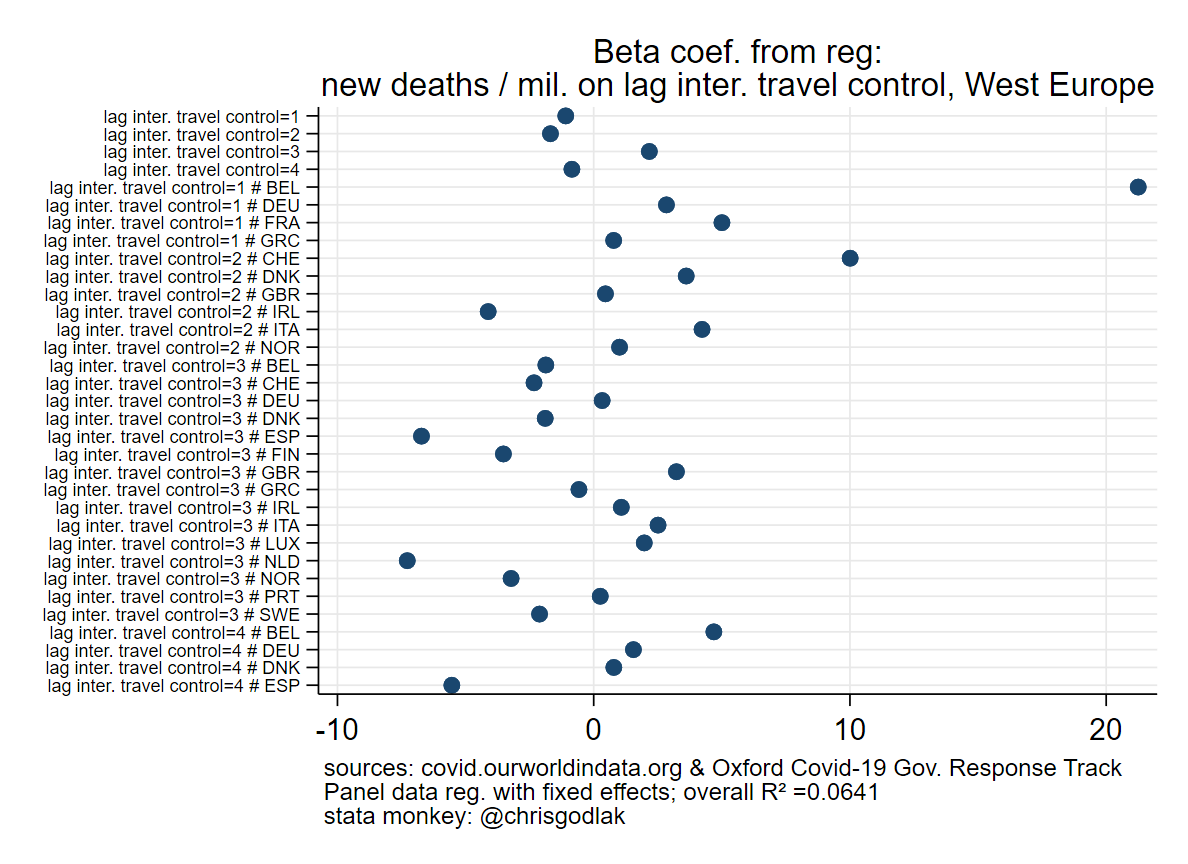 Beta coef. from reg:
new deaths / mil. on lag inter. travel control, West Europe
lag inter. travel control=1
lag inter. travel control=2
lag inter. travel control=3
lag inter. travel control=4
lag inter. travel control=1 # BEL
lag inter. travel control=1 # DEU
lag inter. travel control=1 # FRA
lag inter. travel control=1 # GRC
lag inter. travel control=2 # CHE
lag inter. travel control=2 # DNK
lag inter. travel control=2 # GBR
lag inter. travel control=2 # IRL
lag inter. travel control=2 # ITA
lag inter. travel control=2 # NOR
lag inter. travel control=3 # BEL
lag inter. travel control=3 # CHE
lag inter. travel control=3 # DEU
lag inter. travel control=3 # DNK
lag inter. travel control=3 # ESP
lag inter. travel control=3 # FIN
lag inter. travel control=3 # GBR
lag inter. travel control=3 # GRC
lag inter. travel control=3 # IRL
lag inter. travel control=3 # ITA
lag inter. travel control=3 # LUX
lag inter. travel control=3 # NLD
lag inter. travel control=3 # NOR
lag inter. travel control=3 # PRT
lag inter. travel control=3 # SWE
lag inter. travel control=4 # BEL
lag inter. travel control=4 # DEU
lag inter. travel control=4 # DNK
lag inter. travel control=4 # ESP
-10 0 10 20
sources: covid.ourworldindata.org & Oxford Covid-19 Gov. Response Track
Panel data reg. with fixed effects; overall R² =0.0641
stata monkey: @chrisgodlak